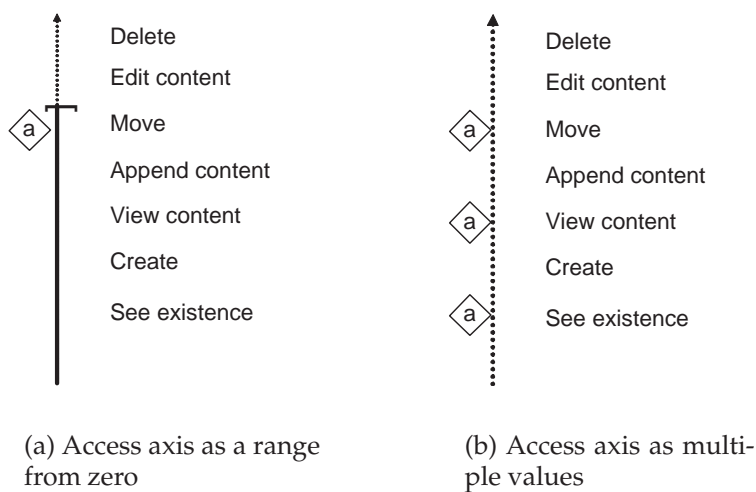 Delete
Edit content
a
Move
Append content
View content
Create
See existence
(a) Access axis as a range
from zero
Delete
Edit content
a
Move
Append content
a
View content
Create
a
See existence
(b) Access axis as multi-
ple values